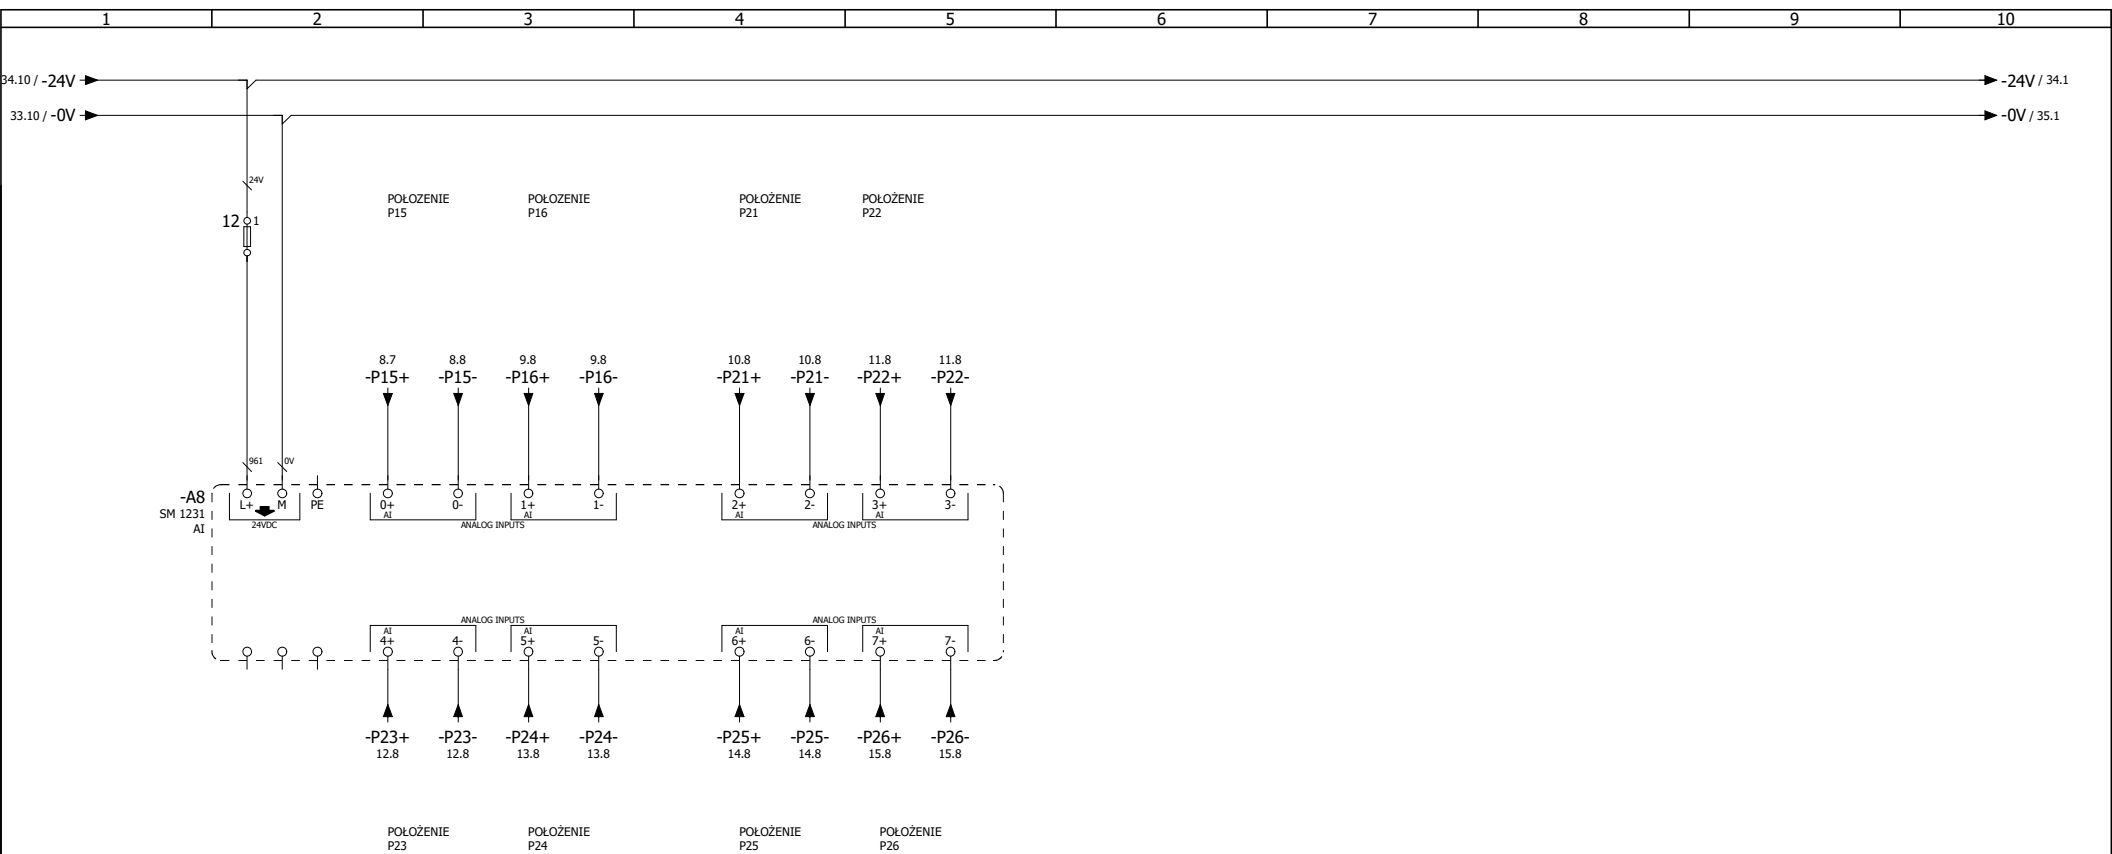 1 2 3 4 5 6 7 8 9 10
34.10 / -24V -24V / 34.1
33.10 / -0V -0V / 35.1
24V
POŁOZENIE POŁOZENIE POŁOŻENIE POŁOŻENIE
P15 P16 P21 P22
12 1
8.7 8.8 9.8 9.8 10.8 10.8 11.8 11.8
-P15+ -P15- -P16+ -P16- -P21+ -P21- -P22+ -P22-
961 0V
-A8
SM 1231
AI
L+ M PE 0+ 0- 1+ 1- 2+ 2- 3+ 3-
AI AI AI AI
24VDC ANALOG INPUTS ANALOG INPUTS
ANALOG INPUTS ANALOG INPUTS
AI AI AI AI
4+ 4- 5+ 5- 6+ 6- 7+ 7-
-P23+ -P23- -P24+ -P24- -P25+ -P25- -P26+ -P26-
12.8 12.8 13.8 13.8 14.8 14.8 15.8 15.8
POŁOŻENIE POŁOŻENIE POŁOŻENIE POŁOŻENIE
P23 P24 P25 P26